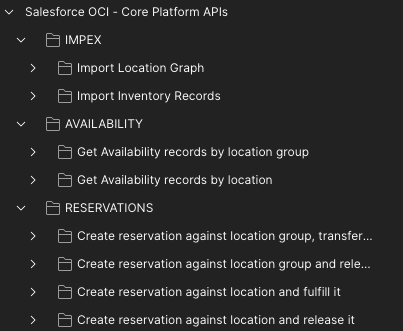 Salesforce OCI - Core Platform APIs
IMPEX
Import Location Graph
Import Inventory Records
AVAILABILITY
Get Availability records by location group
Get Availability records by location
RESERVATIONS
Create reservation against location group, transfer...
Create reservation against location group and rele...
Create reservation against location and fulfill it
Create reservation against location and release it